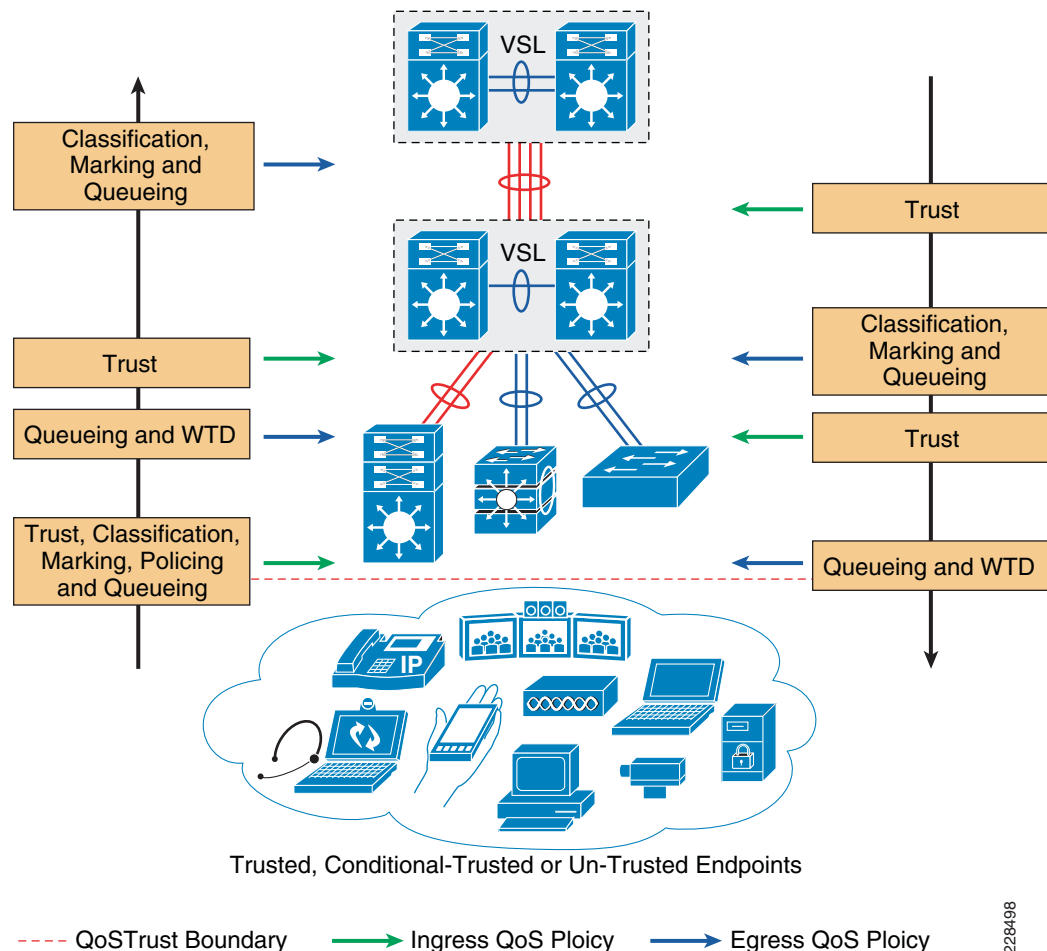 VSL
Classification,
Marking and
Queueing
Trust
VSL
Classification,
Marking and
Queueing
Trust
Queueing and WTD
Trust
Trust, Classification,
Marking, Policing
and Queueing
Queueing and WTD
IP
Trusted, Conditional-Trusted or Un-Trusted Endpoints
QoSTrust Boundary
Ingress QoS Ploicy
Egress QoS Ploicy
228498